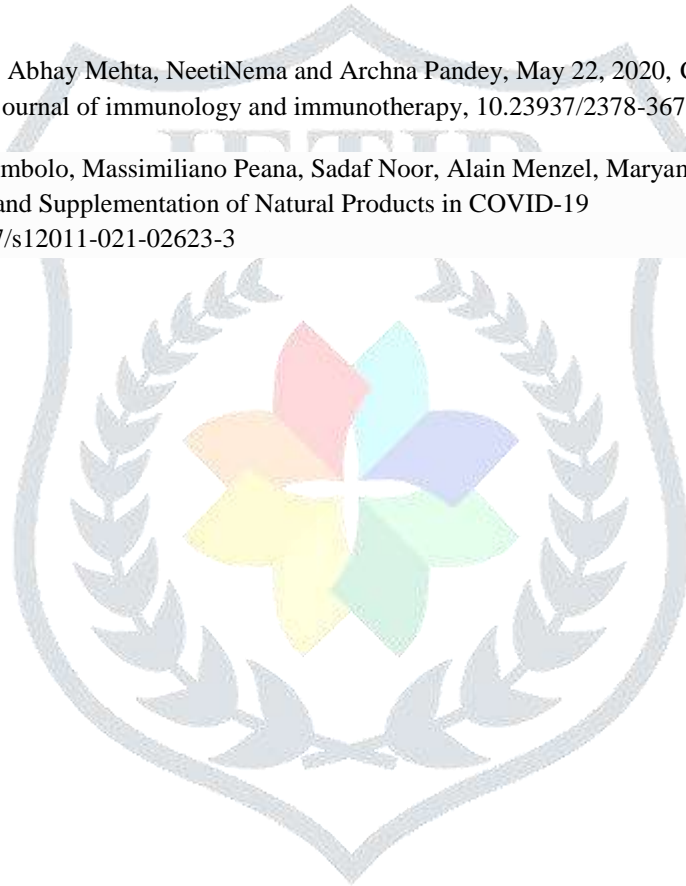 Abhay Mehta, NeetiNema and Archna Pandey, May 22, 2020,
ournal of immunology and immunotherapy, 10.23937/2378-367
JETIR
mbolo, Massimiliano Peana, Sadaf Noor, Alain Menzel, Maryan
and Supplementation of Natural Products in COVID-19
7/s12011-021-02623-3